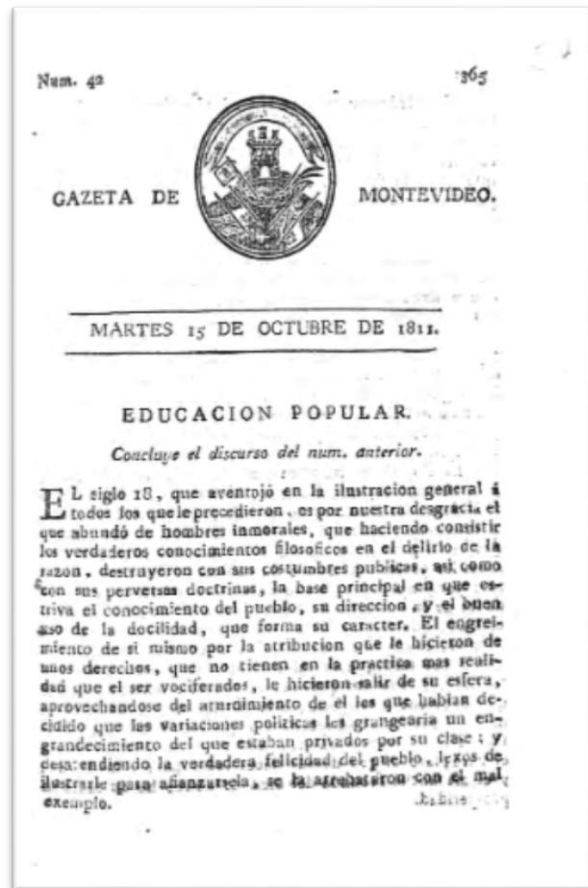 Num. 42
365
GAZETA DE MONTEVIDEO.
MARTES 15 DE OCTUBRE DE 1811.
EDUCACION POPULAR.
Concluye el discurso del num. anterior.
EL siglo 18, que aventojó en la ilustracion general á
todos los que le precedieron, es por nuestra desgracia el
que abundó de hombres inmorales, que haciendo consistir
los verdaderos conocimientos filosoficos en el delirio de la
razon, destruyeron con sus costumbres publicas, asi como
con sus perversas doctrinas, la base principal en que es-
triva el conocimiento del pueblo, su direccion, y el buen
uso de la docilidad, que forma su caracter. El engrei-
miento de si mismo por la atribucion que le hicieron de
unos derechos, que no tienen en la practica mas reali-
dad que el ser vociferados, le hicieron salir de su esfera,
aprovechandose del aturdimiento de el los que habian de-
cidido que las variaciones politicas les grangearia un en-
grandecimiento del que estaban privados por su clase; y
desatendiendo la verdadera felicidad del pueblo, lexos de
ilustrarle para afianzarsela, se la arrebataron con el mal
exemplo.